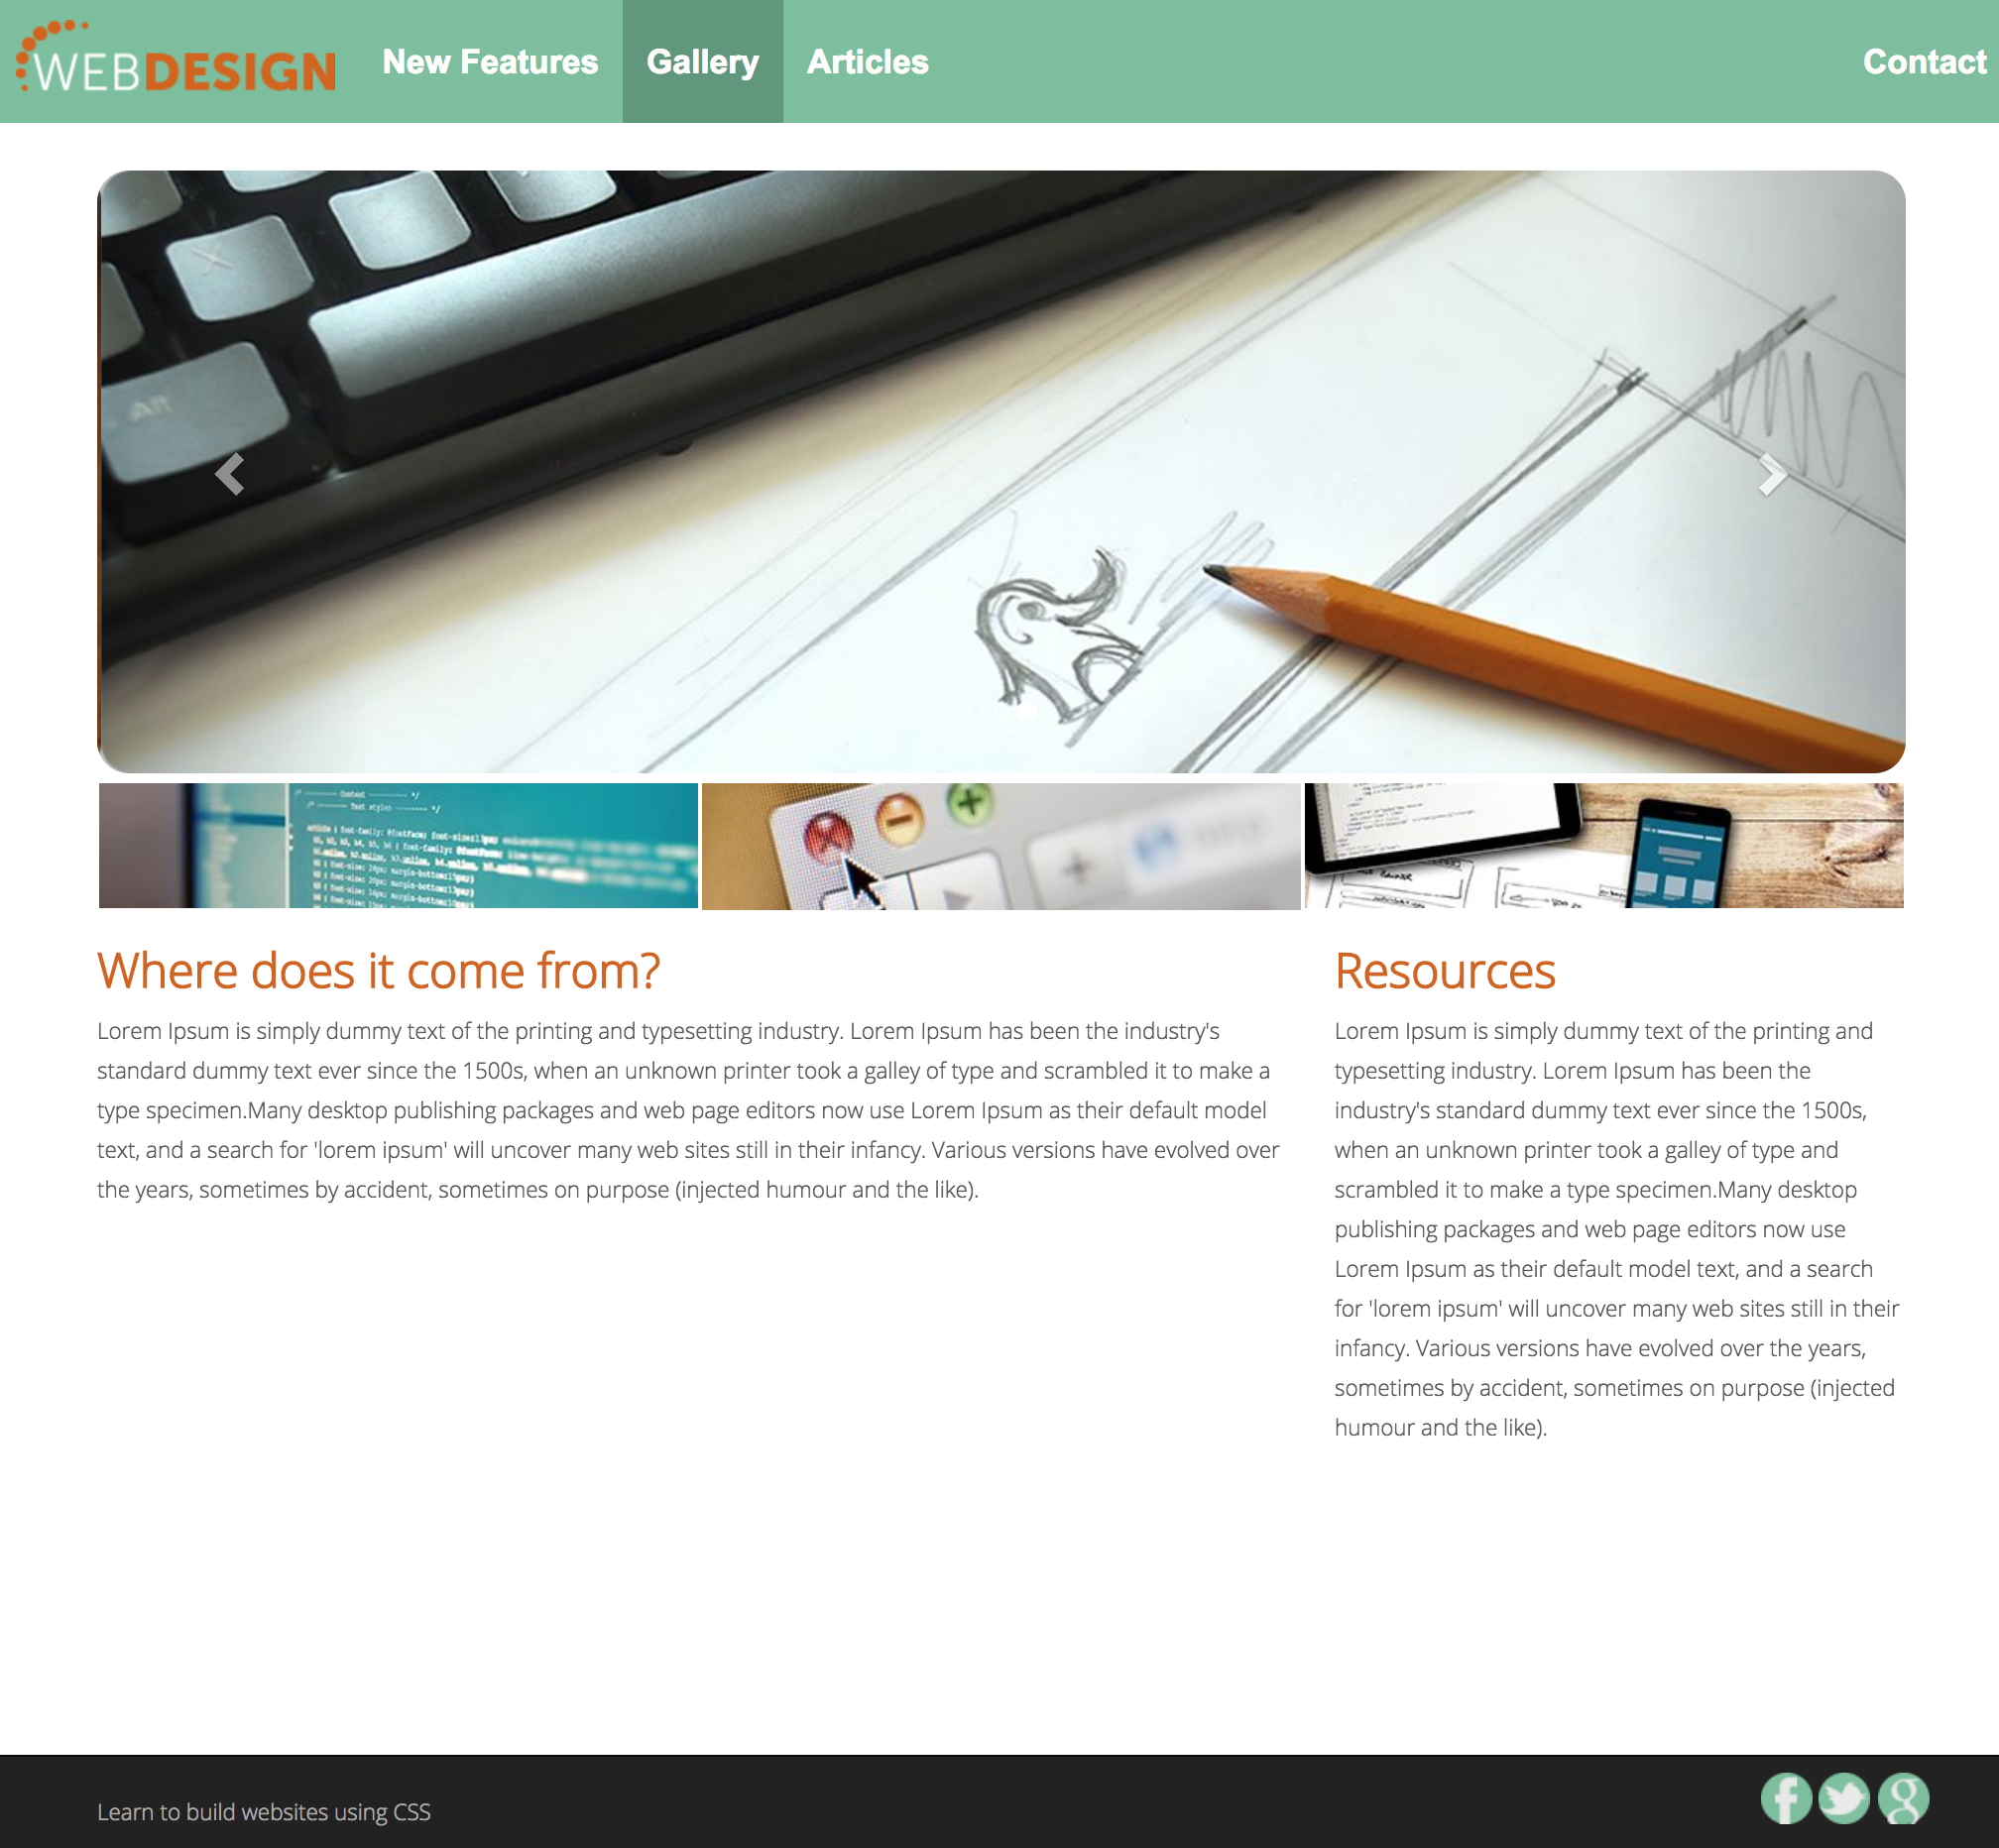 WEBDESIGN
New Features Gallery Articles Contact
Alt
Where does it come from?
Lorem Ipsum is simply dummy text of the printing and typesetting industry. Lorem Ipsum has been the industry's
standard dummy text ever since the 1500s, when an unknown printer took a galley of type and scrambled it to make a
type specimen.Many desktop publishing packages and web page editors now use Lorem Ipsum as their default model
text, and a search for 'lorem ipsum' will uncover many web sites still in their infancy. Various versions have evolved over
the years, sometimes by accident, sometimes on purpose (injected humour and the like).
Resources
Lorem Ipsum is simply dummy text of the printing and
typesetting industry. Lorem Ipsum has been the
industry's standard dummy text ever since the 1500s,
when an unknown printer took a galley of type and
scrambled it to make a type specimen.Many desktop
publishing packages and web page editors now use
Lorem Ipsum as their default model text, and a search
for 'lorem ipsum' will uncover many web sites still in their
infancy. Various versions have evolved over the years,
sometimes by accident, sometimes on purpose (injected
humour and the like).
Learn to build websites using CSS